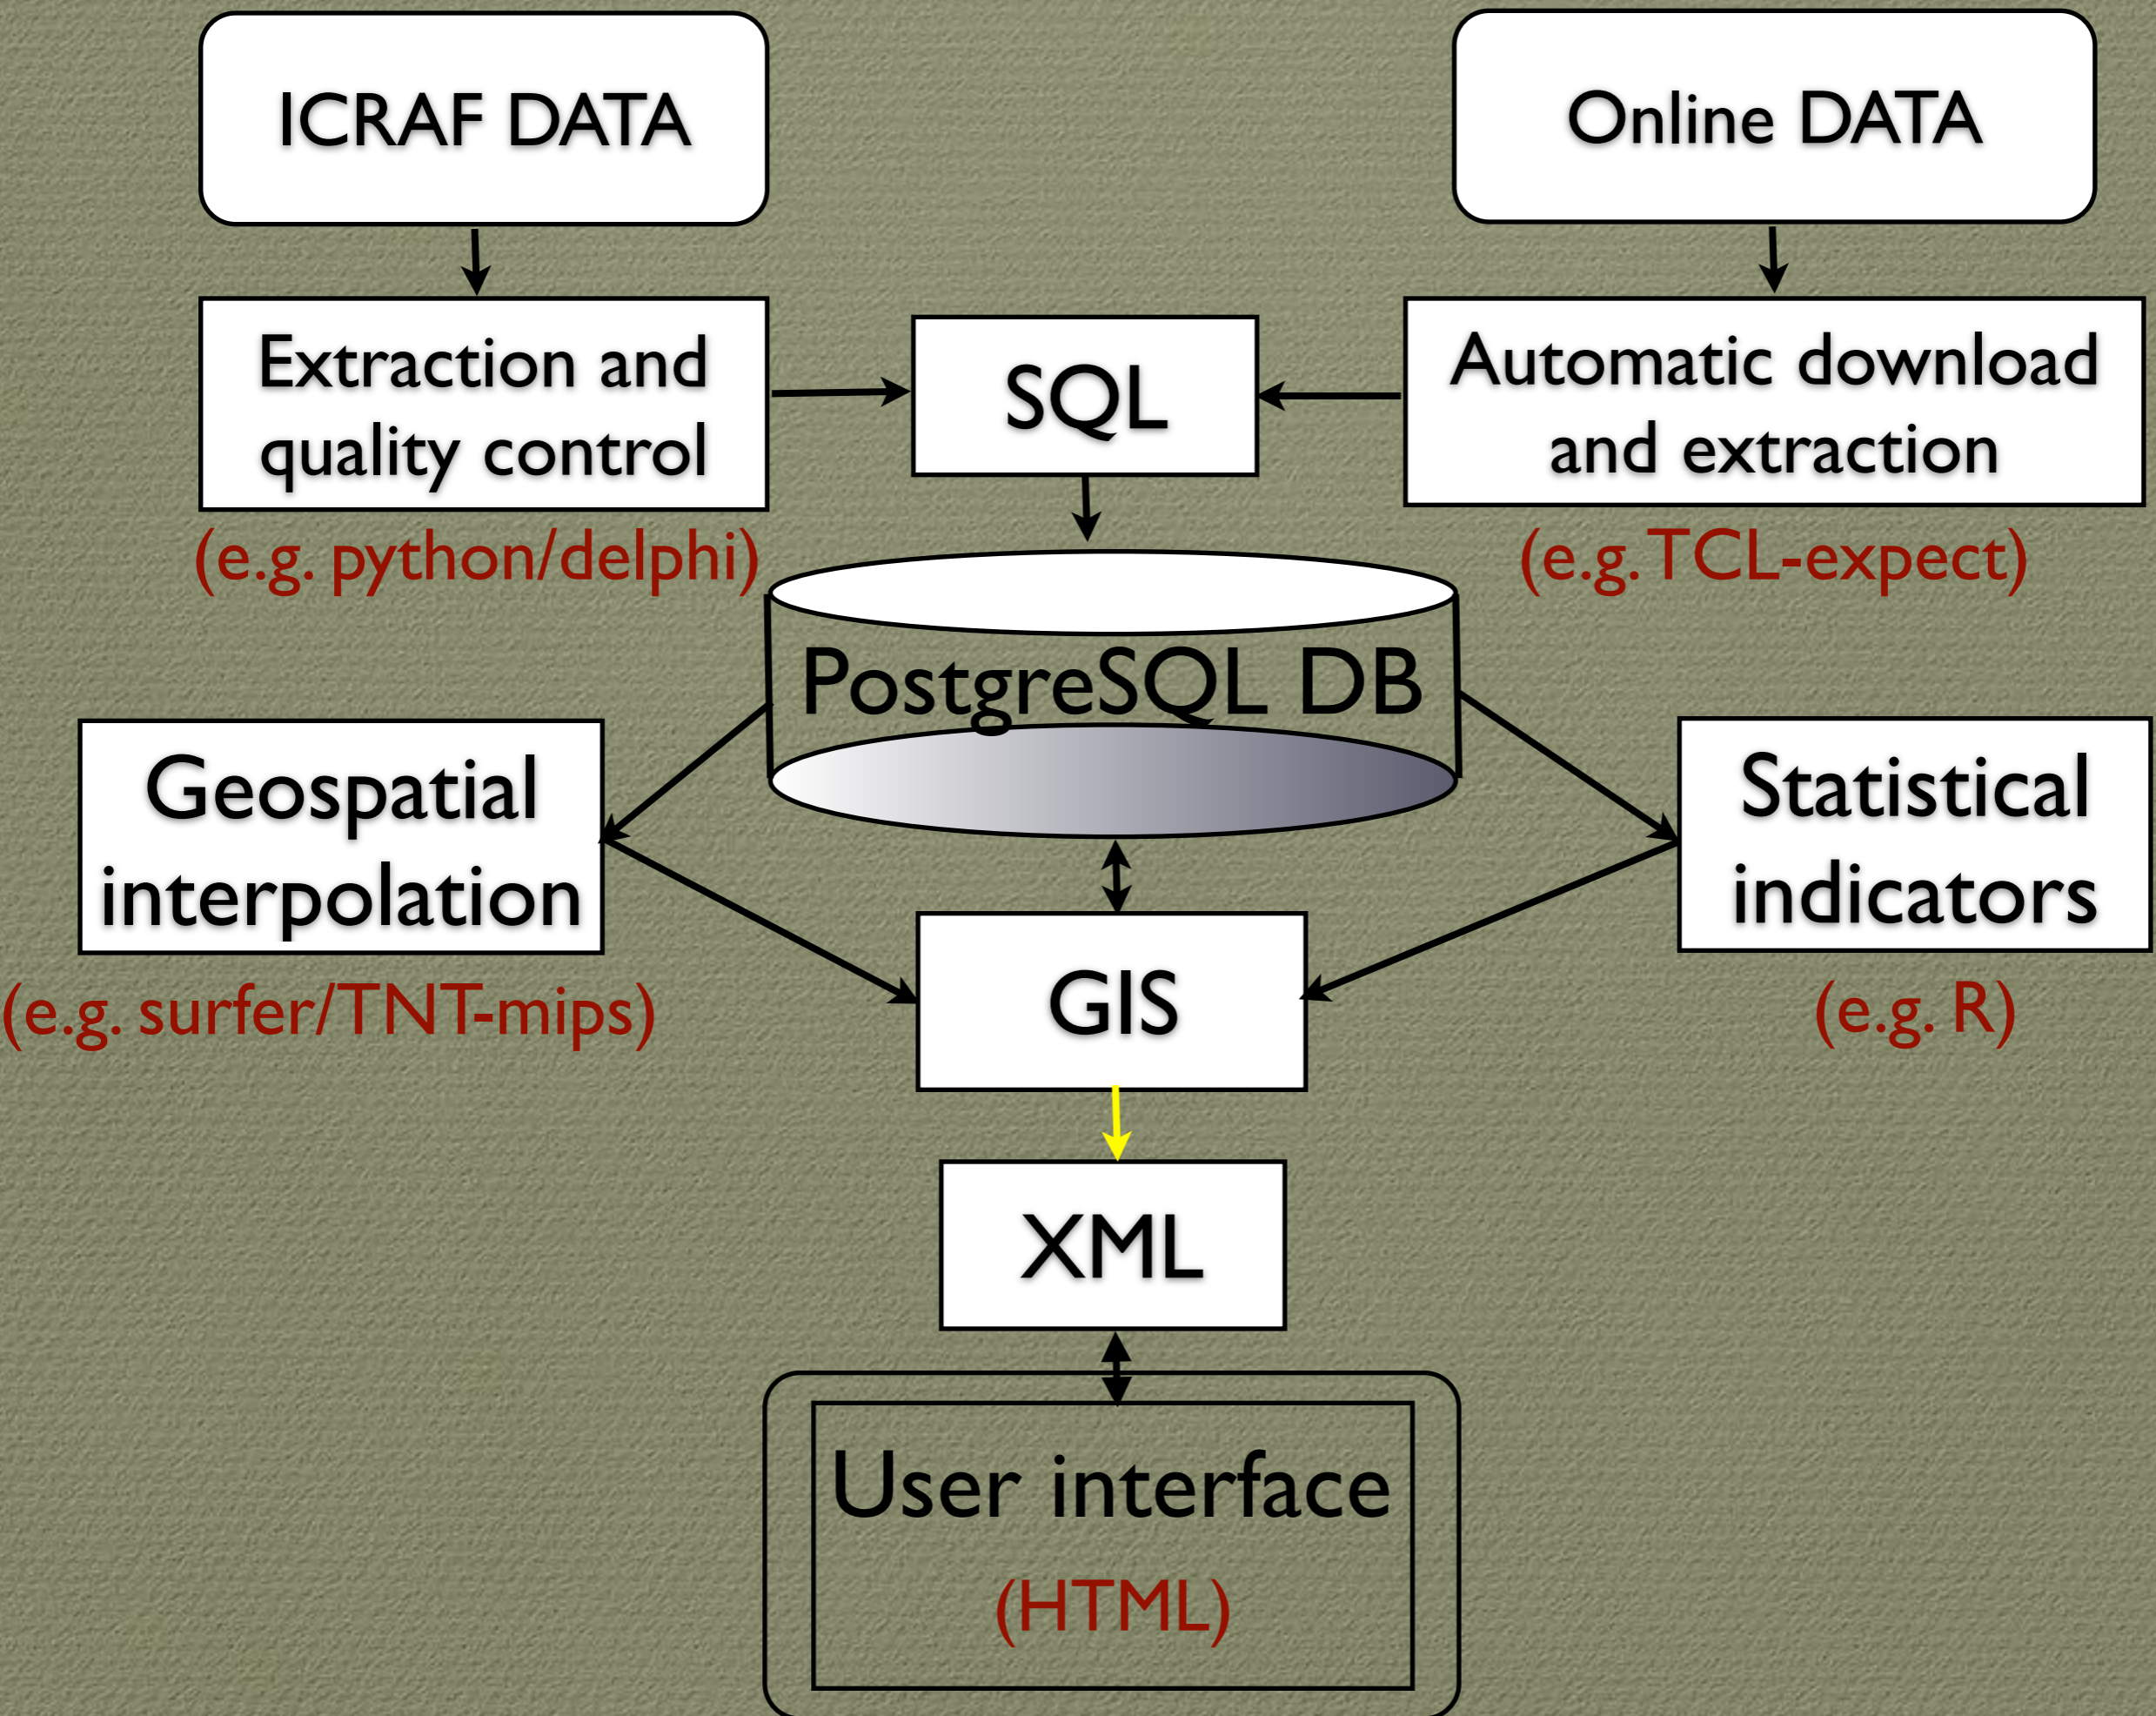 ICRAF DATA
Online DATA
Extraction and
quality control
(e.g. python/delphi)
SQL
Automatic download
and extraction
(e.g. TCL-expect)
PostgreSQL DB
Geospatial
interpolation
(e.g. surfer/TNT-mips)
Statistical
indicators
(e.g. R)
GIS
XML
User interface
(HTML)